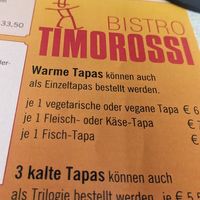 33,50
BISTRO
TIMOROSSI
Warme Tapas können auch
als Einzeltapas bestellt werden.
je 1 vegetarische oder vegane Tapa €
je 1 Fleisch- oder Käse-Tapa €
je 1 Fisch-Tapa €
3 kalte Tapas können auch
als Trilogie bestellt werden, je € 5,